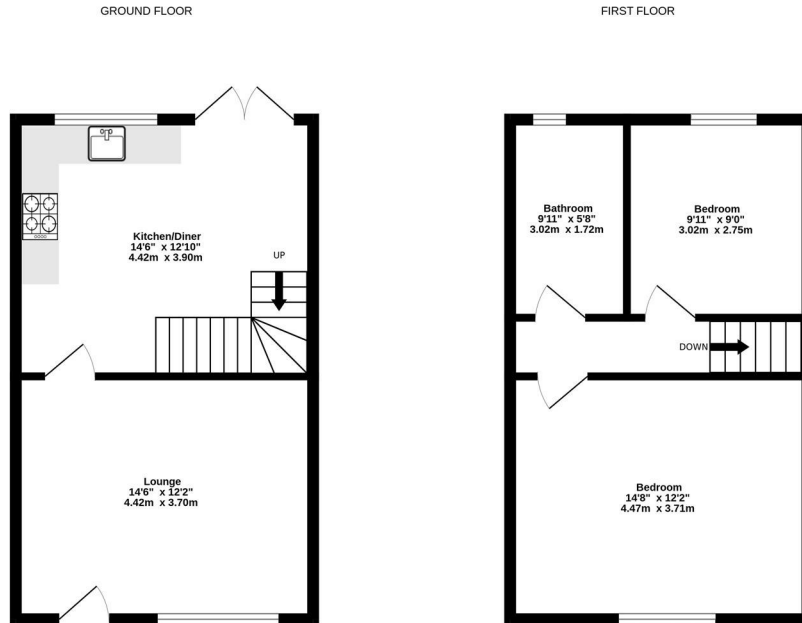 GROUND FLOOR
FIRST FLOOR
Kitchen/Diner
14'6" x 12'10"
4.42m x 3.90m
UP
Lounge
14'6" x 12'2"
4.42m x 3.70m
Bathroom
9'11" x 5'8"
3.02m x 1.72m
Bedroom
9'11" x 9'0"
3.02m x 2.75m
DOWN
Bedroom
14'8" x 12'2"
4.47m x 3.71m